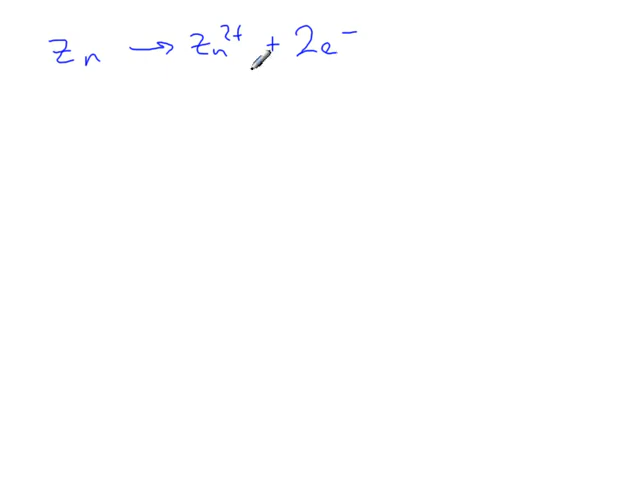 Zn → Zn²⁺ + 2e⁻